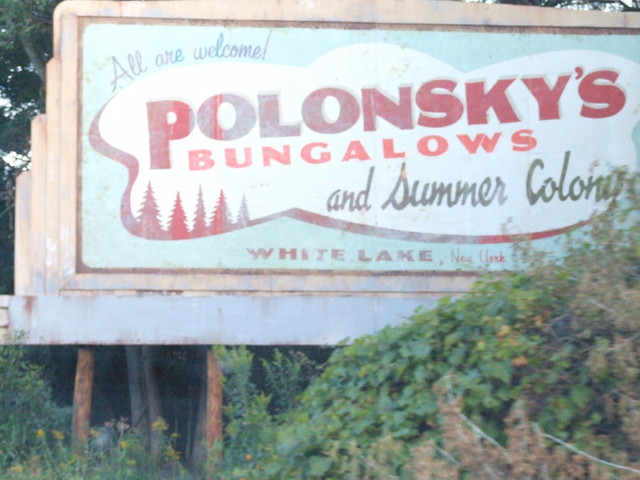 All are welcome!
POLONSKY'S
BUNGALOWS
and Summer Colony
WHITE LAKE, New York